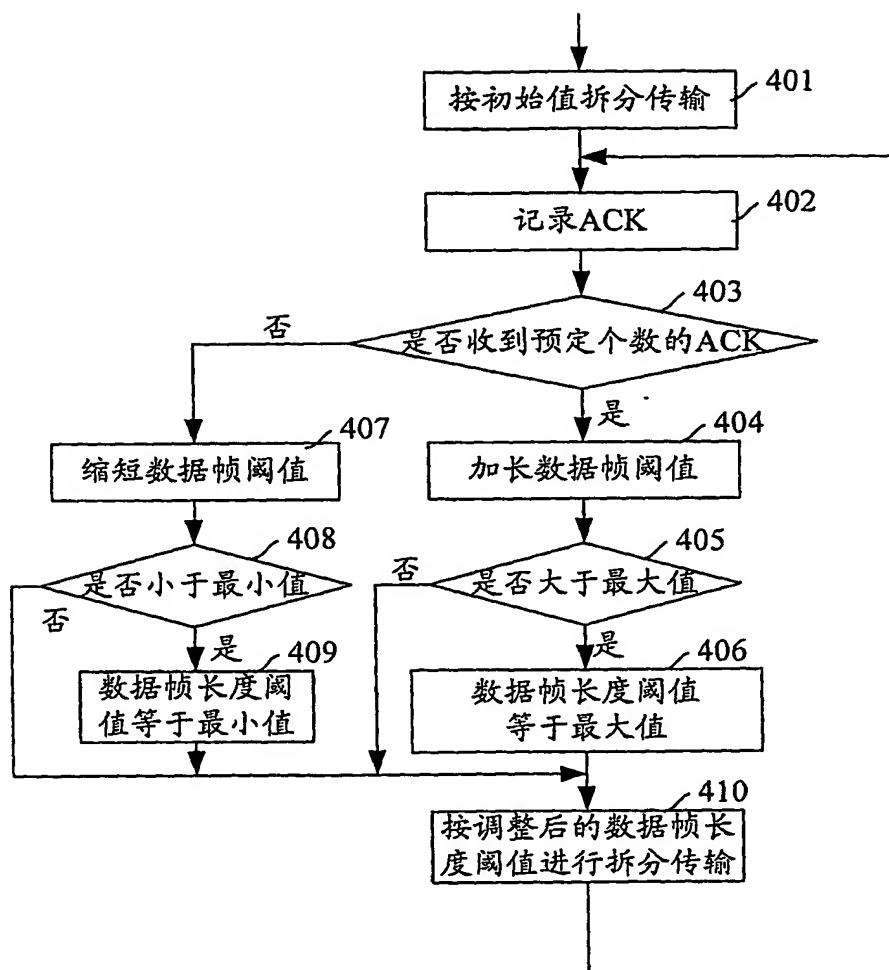 401
按初始值拆分传输
402
记录ACK
403
是否收到预定个数的ACK
否
是
407
缩短数据帧阈值
404
加长数据帧阈值
408
是否小于最小值
否
是
405
是否大于最大值
否
是
409
数据帧长度阈
值等于最小值
406
数据帧长度阈值
等于最大值
410
按调整后的数据帧长
度阈值进行拆分传输